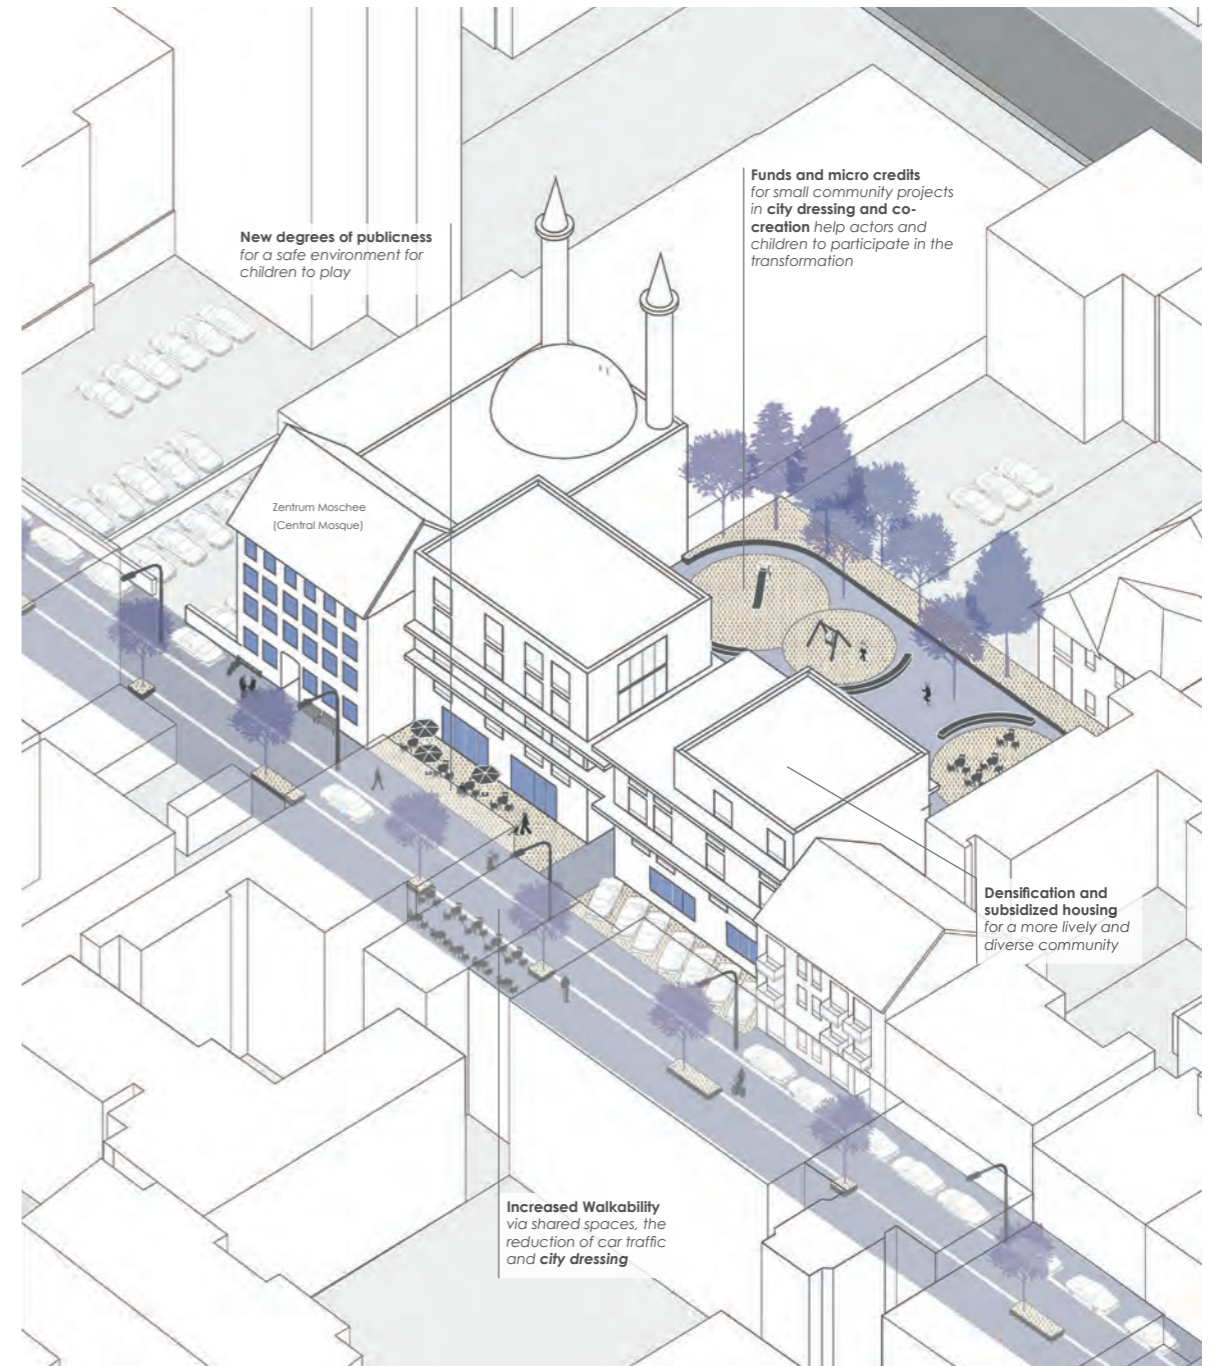 New degrees of publicness
for a safe environment for
children to play
Funds and micro credits
for small community projects
in city dressing and co-
creation help actors and
children to participate in the
transformation
Zentrum Moschee
(Central Mosque)
Densification and
subsidized housing
for a more lively and
diverse community
Increased Walkability
via shared spaces, the
reduction of car traffic
and city dressing